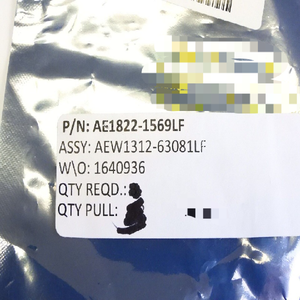 P/N: AE1822-1569LF
ASSY: AEW1312-63081LF
W\O: 1640936
QTY REQD.:
QTY PULL: